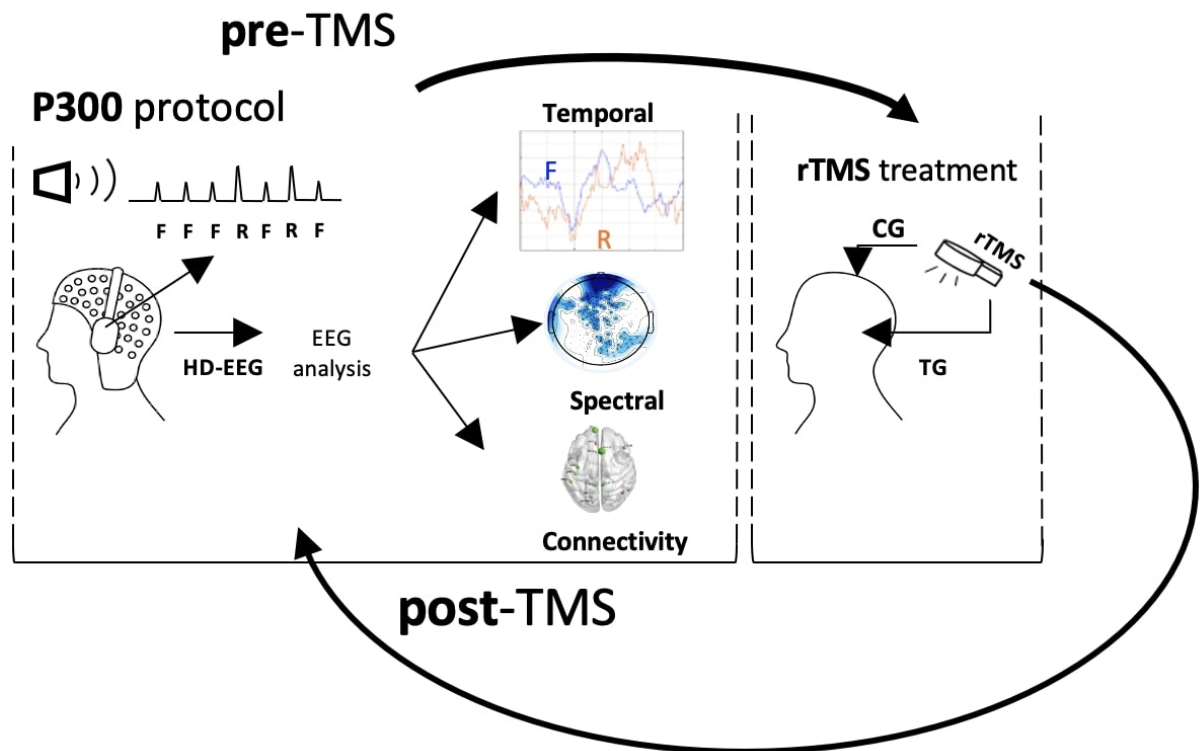 pre-TMS
P300 protocol
F F F R F R F
HD-EEG
EEG
analysis
Temporal
F
R
Spectral
Connectivity
rTMS treatment
CG
rTMS
TG
post-TMS